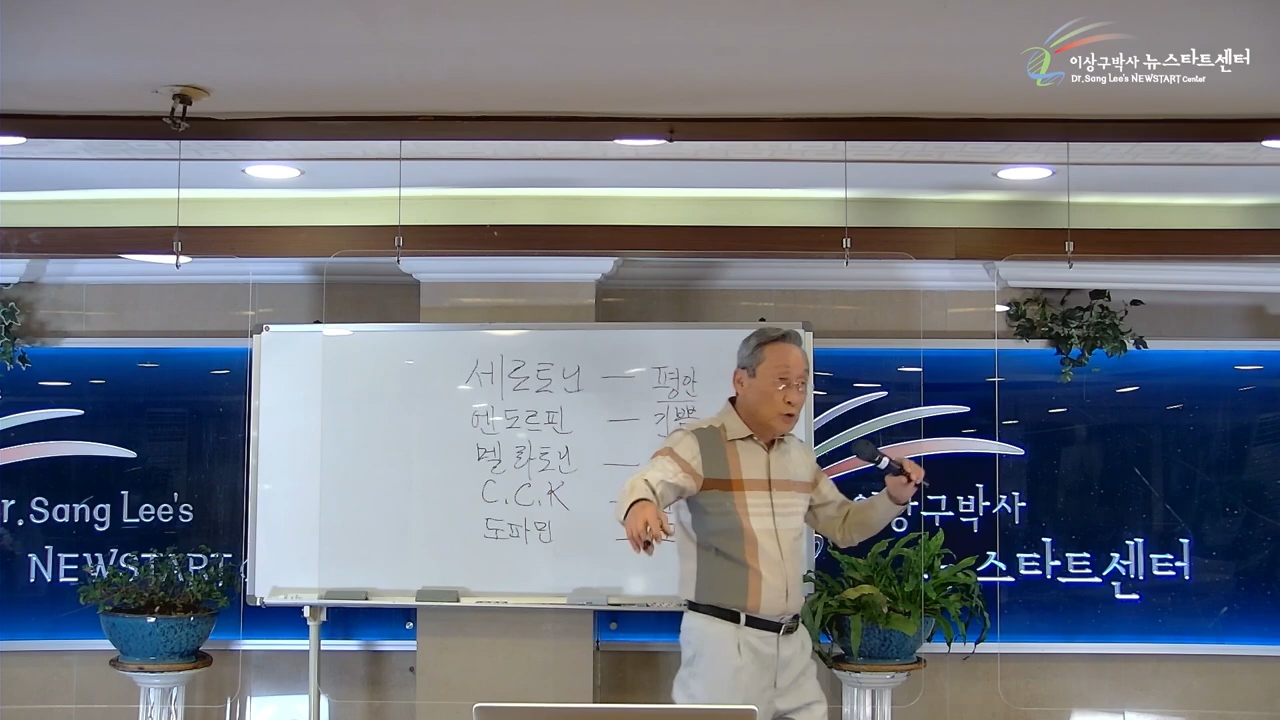 이상구박사 뉴스타트센터
Dr. Sang Lee's NEWSTART Center
세로토닌 — 평안
엔도르핀 — 기쁨
멜라토닌 —
C.C.K —
도파민 —
r. Sang Lee's
NEWSTART
상구박사
뉴스타트센터